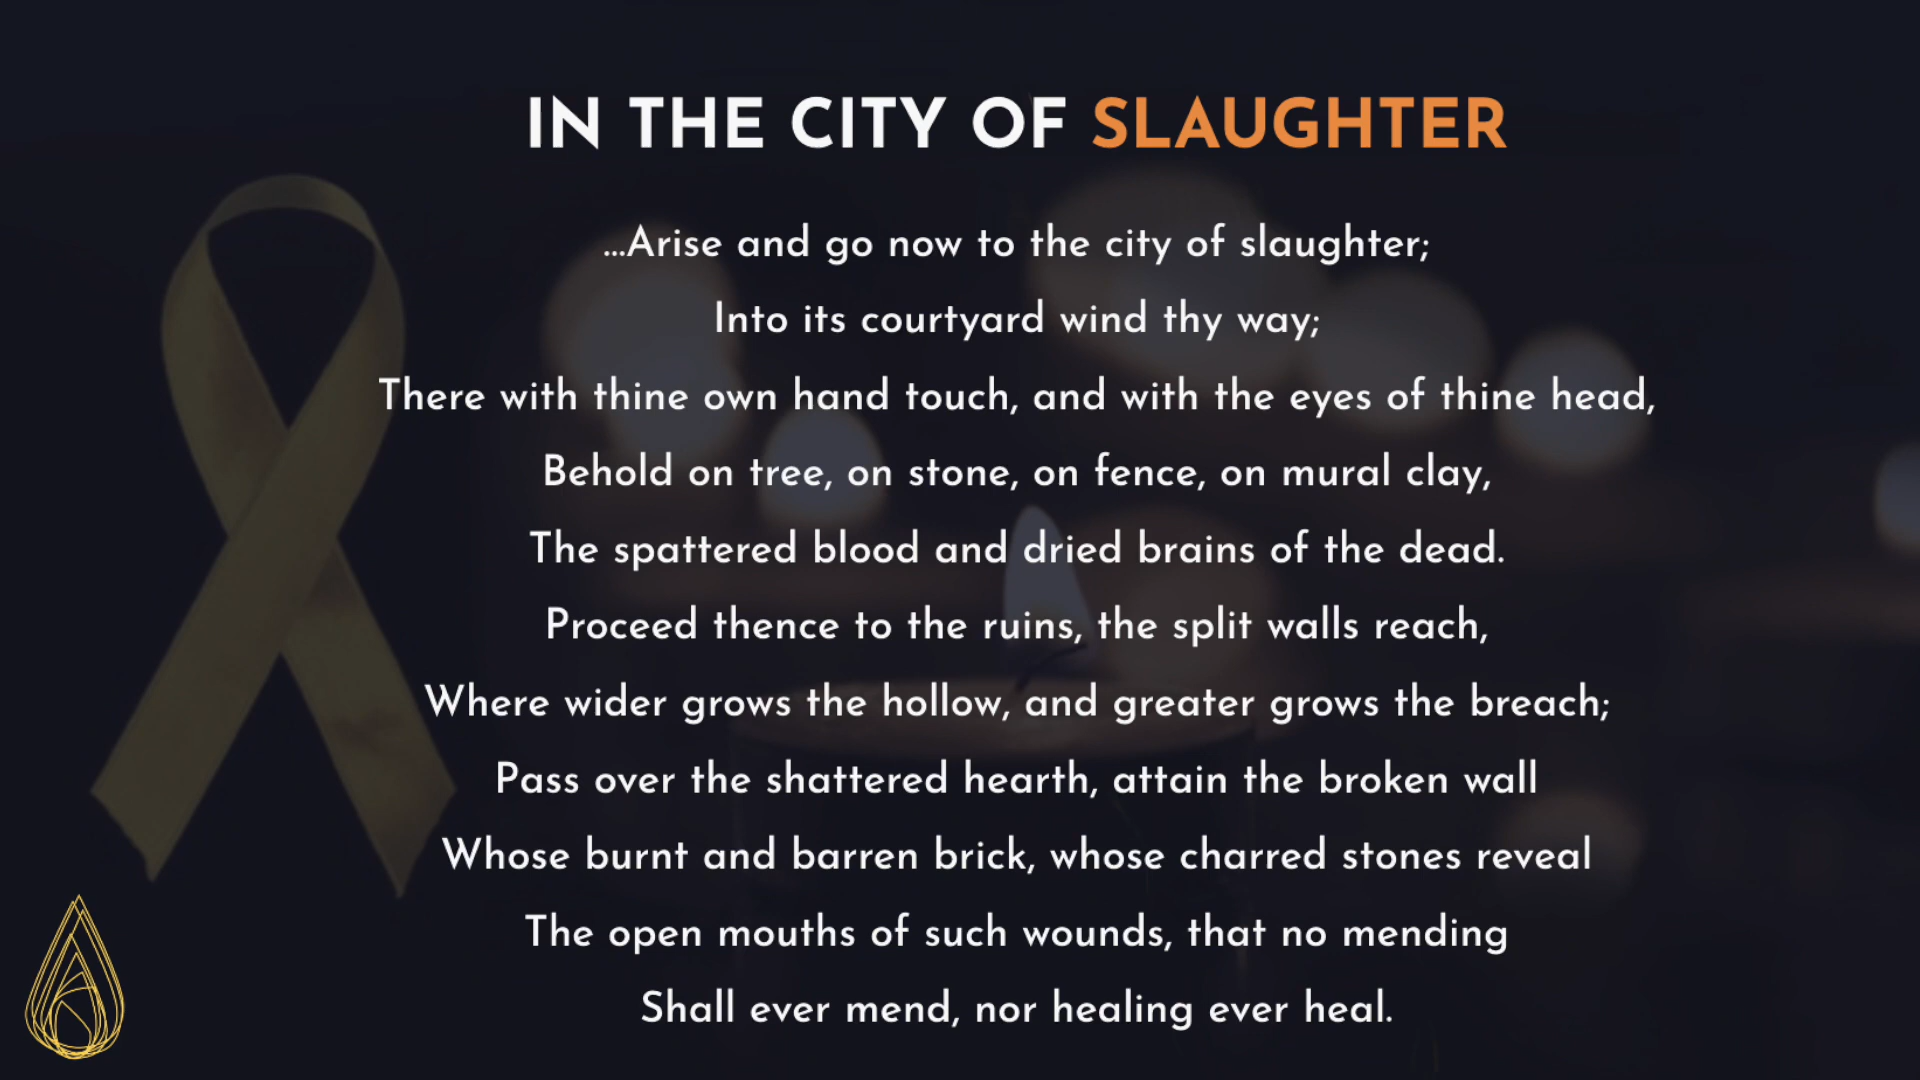 IN THE CITY OF SLAUGHTER
...Arise and go now to the city of slaughter;
Into its courtyard wind thy way;
There with thine own hand touch, and with the eyes of thine head,
Behold on tree, on stone, on fence, on mural clay,
The spattered blood and dried brains of the dead.
Proceed thence to the ruins, the split walls reach,
Where wider grows the hollow, and greater grows the breach;
Pass over the shattered hearth, attain the broken wall
Whose burnt and barren brick, whose charred stones reveal
The open mouths of such wounds, that no mending
Shall ever mend, nor healing ever heal.